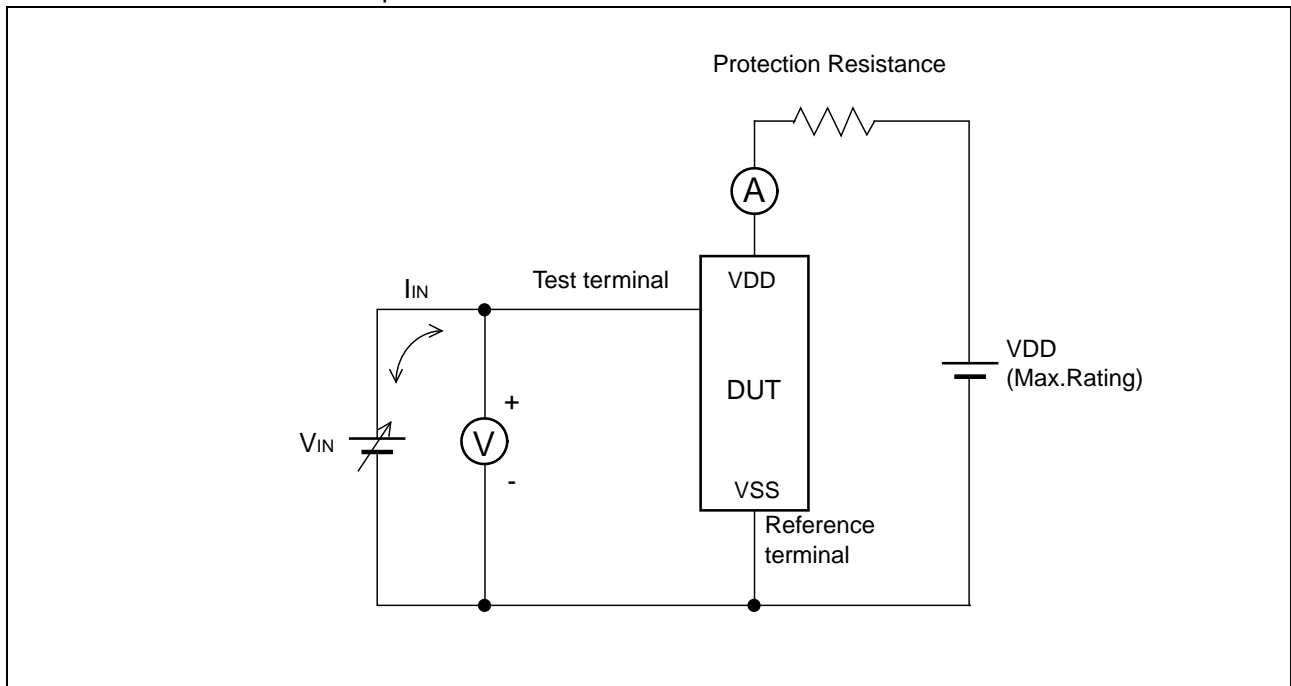 Protection Resistance
A
Test terminal
VDD
IIN
VDD
(Max.Rating)
DUT
+
VIN
V
-
VSS
Reference
terminal